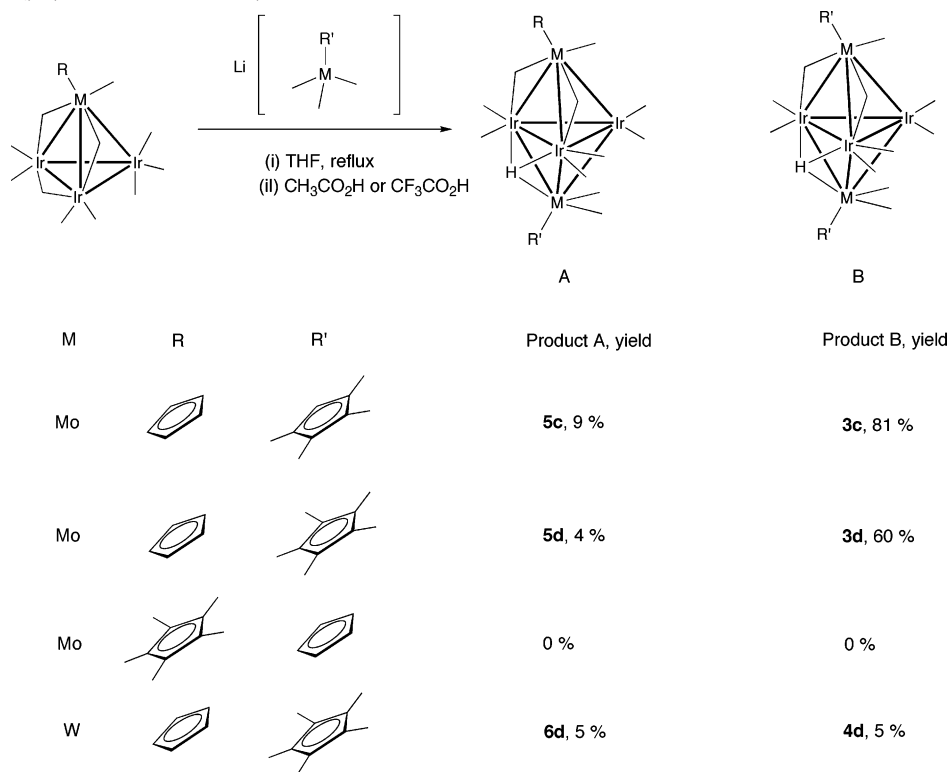 R
M
Ir
Ir
Ir
Li
R'
M
(i) THF, reflux
(iI) CH₃CO₂H or CF₃CO₂H
R
M
Ir
Ir
Ir
H
M
R'
A
R'
M
Ir
Ir
Ir
H
M
R'
B
M R R' Product A, yield Product B, yield
Mo 5c, 9 % 3c, 81 %
Mo 5d, 4 % 3d, 60 %
Mo 0 % 0 %
W 6d, 5 % 4d, 5 %